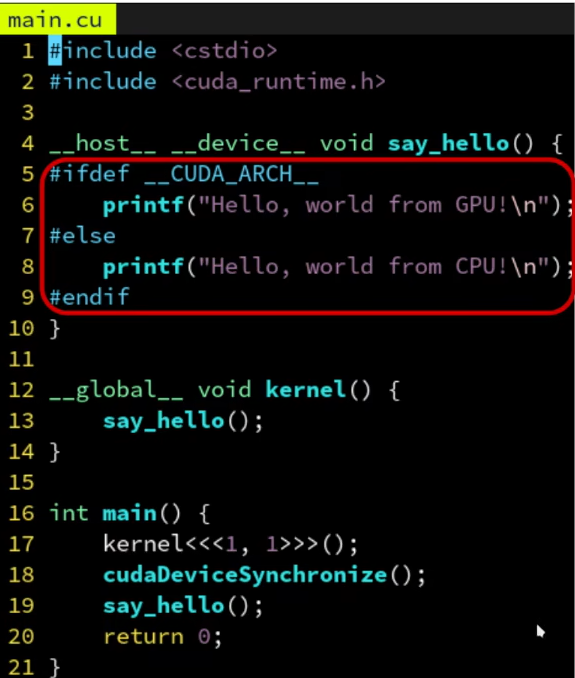 main.cu
1 #include <cstdio>
2 #include <cuda_runtime.h>
3
4 __host__ __device__ void say_hello() {
5 #ifdef __CUDA_ARCH__
6     printf("Hello, world from GPU!\n");
7 #else
8     printf("Hello, world from CPU!\n");
9 #endif
10 }
11
12 __global__ void kernel() {
13     say_hello();
14 }
15
16 int main() {
17     kernel<<<1, 1>>>();
18     cudaDeviceSynchronize();
19     say_hello();
20     return 0;
21 }